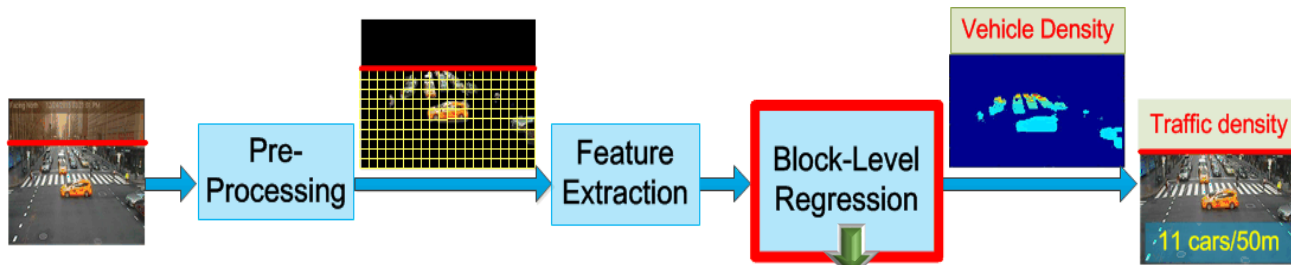 Pre-
Processing
Feature
Extraction
Block-Level
Regression
Vehicle Density
Traffic density
11 cars/50m